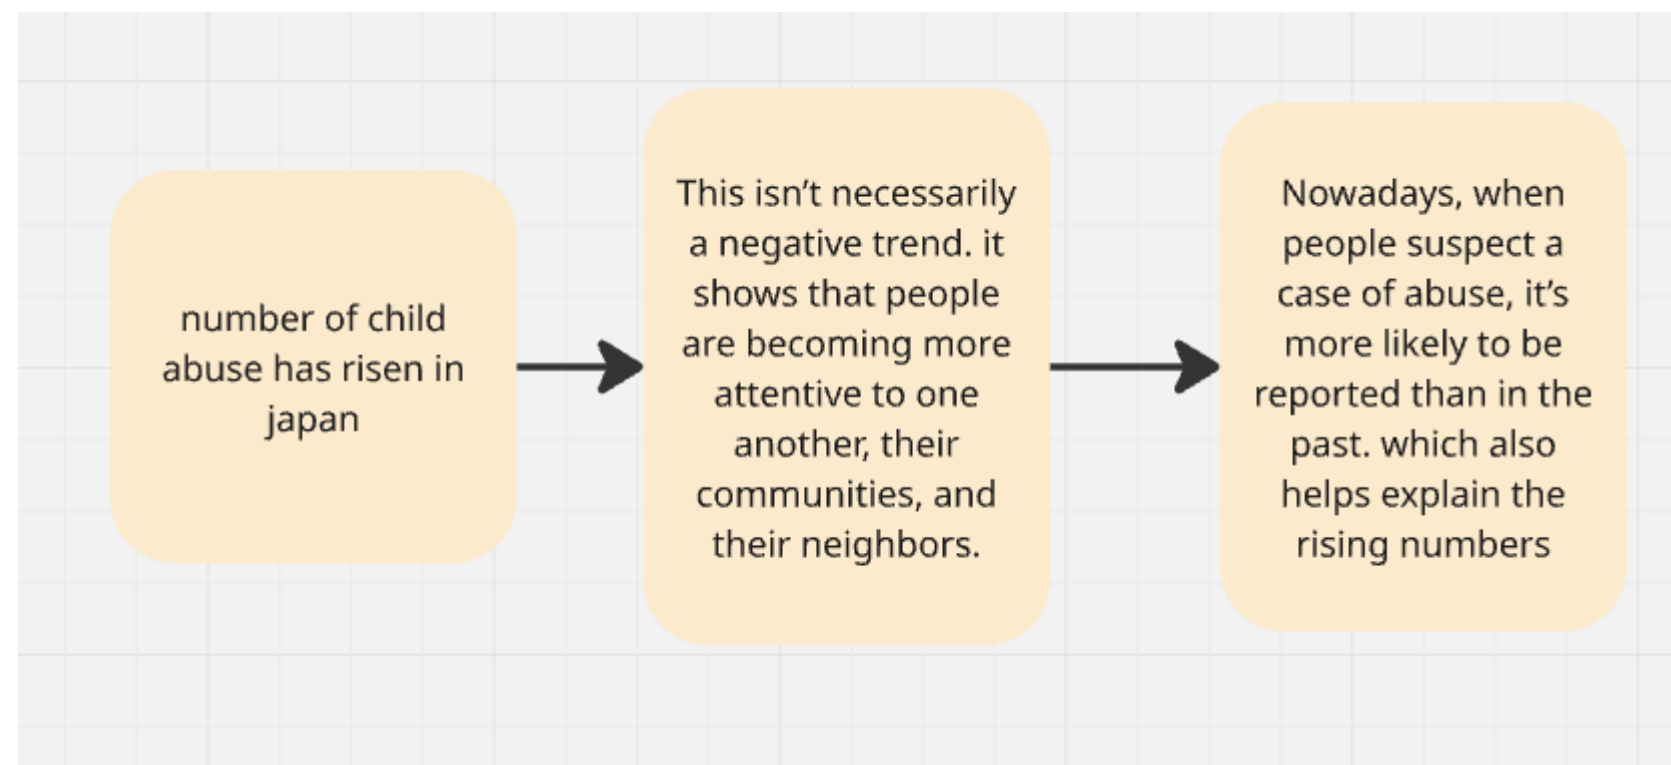 number of child
abuse has risen in
japan
This isn’t necessarily
a negative trend. it
shows that people
are becoming more
attentive to one
another, their
communities, and
their neighbors.
Nowadays, when
people suspect a
case of abuse, it’s
more likely to be
reported than in the
past. which also
helps explain the
rising numbers